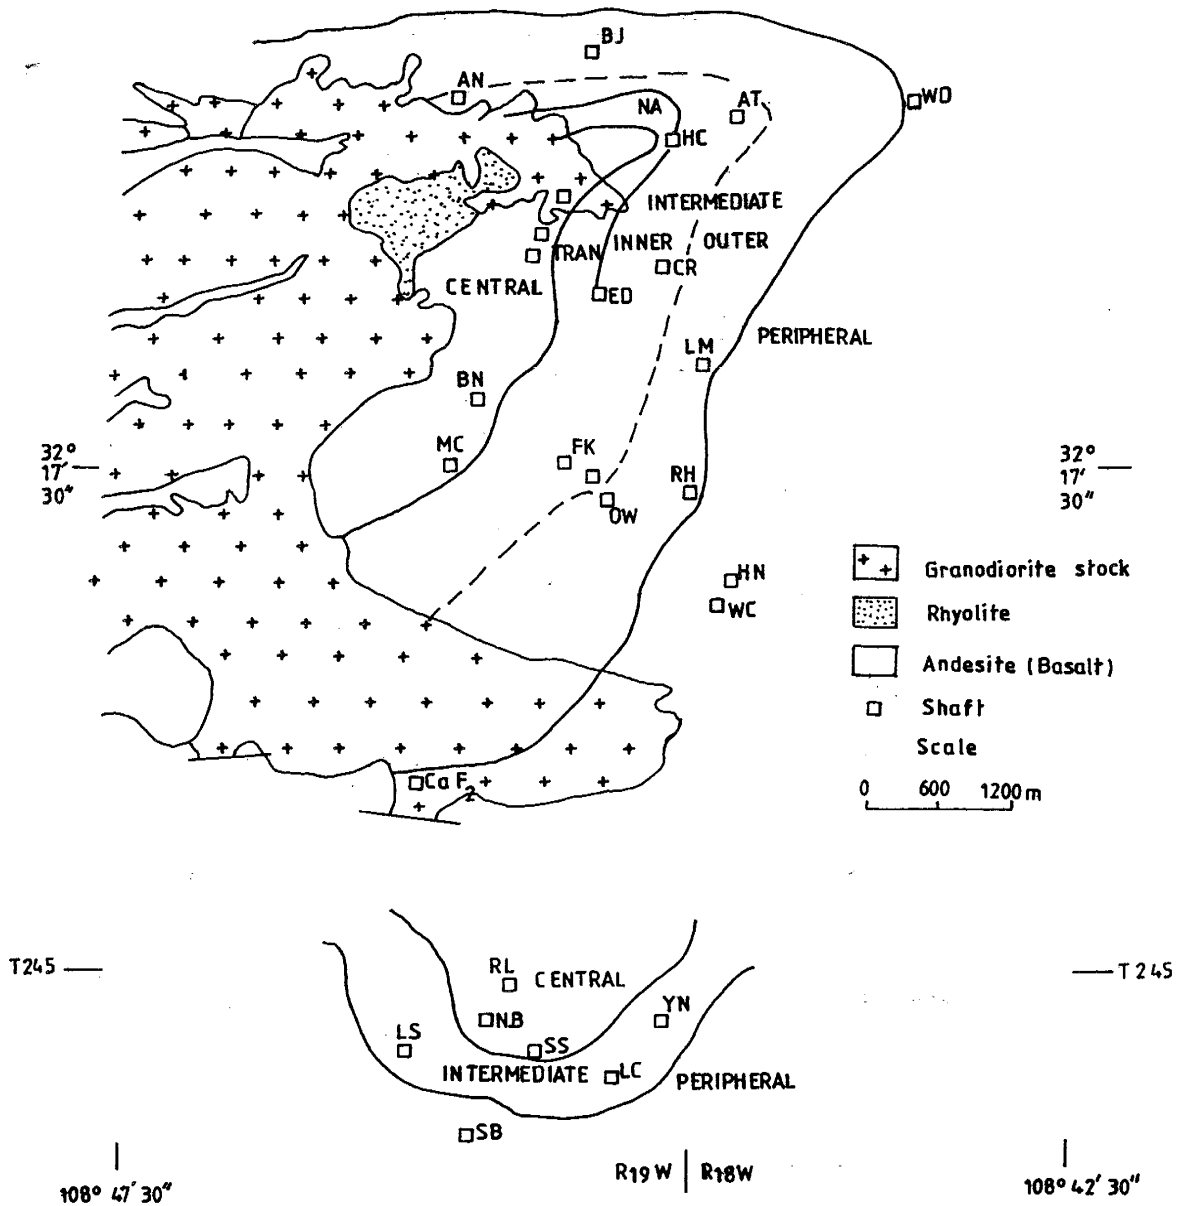 BJ
AN
NA
AT
WD
HC
INTERMEDIATE
TRAN INNER OUTER
CR
CENTRAL
ED
PERIPHERAL
LM
BN
MC
FK
RH
OW
32°
17'
30"
32°
17'
30"
HN
WC
Granodiorite stock
Rhyolite
Andesite (Basalt)
Shaft
Scale
0 600 1200 m
CaF2
T24S
T24S
RL
CENTRAL
NB
YN
LS
SS
INTERMEDIATE
LC
PERIPHERAL
SB
R19W | R18W
108° 47' 30"
108° 42' 30"